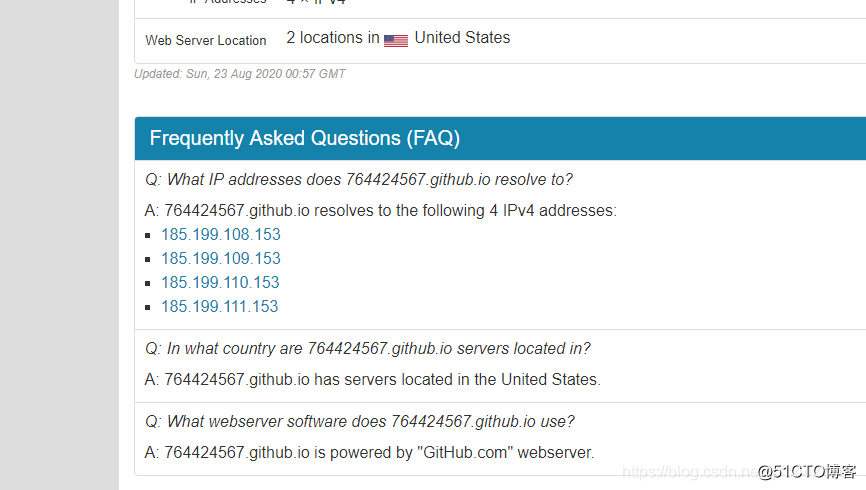 IP Addresses 4 × IPv4
Web Server Location 2 locations in United States
Updated: Sun, 23 Aug 2020 00:57 GMT
Frequently Asked Questions (FAQ)
Q: What IP addresses does 764424567.github.io resolve to?
A: 764424567.github.io resolves to the following 4 IPv4 addresses:
185.199.108.153
185.199.109.153
185.199.110.153
185.199.111.153
Q: In what country are 764424567.github.io servers located in?
A: 764424567.github.io has servers located in the United States.
Q: What webserver software does 764424567.github.io use?
A: 764424567.github.io is powered by "GitHub.com" webserver.
https://blog.csdn.ne @51CTO博客